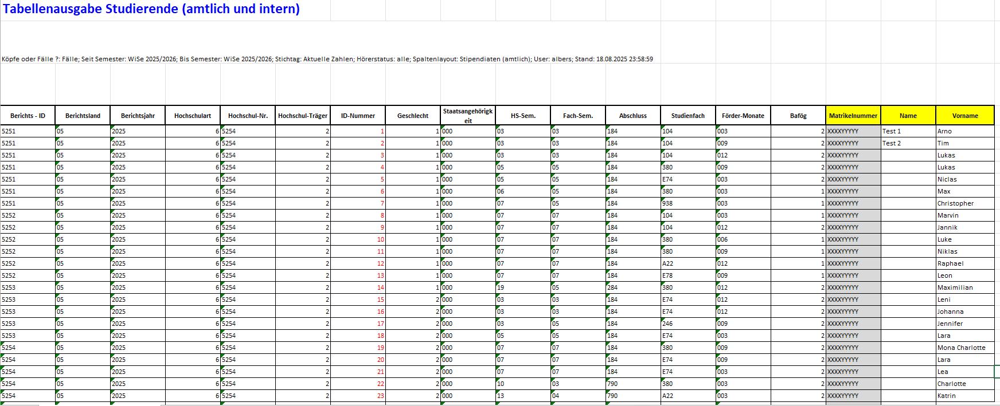 Tabellenausgabe Studierende (amtlich und intern)
Köpfe oder Fälle ?: Fälle; Seit Semester: WiSe 2025/2026; Bis Semester: WiSe 2025/2026; Stichtag: Aktuelle Zahlen; Hörerstatus: alle; Spaltenlayout: Stipendiaten (amtlich); User: albers; Stand: 18.08.2025 23:58:59
Berichts - ID Berichtsland Berichtsjahr Hochschulart Hochschul-Nr. Hochschul-Träger ID-Nummer Geschlecht Staatsangehörigkeit HS-Sem. Fach-Sem. Abschluss Studienfach Förder-Monate Bafög Matrikelnummer Name Vorname
5251 05 2025 6 5254 2 1 1 000 03 03 184 104 003 2 XXXXYYYYY Test 1 Arno
5251 05 2025 6 5254 2 2 1 000 03 03 184 104 009 2 XXXXYYYYY Test 2 Tim
5251 05 2025 6 5254 2 3 1 000 03 03 184 104 012 2 XXXXYYYYY Lukas
5251 05 2025 6 5254 2 4 1 000 05 05 184 380 009 2 XXXXYYYYY Lukas
5251 05 2025 6 5254 2 5 1 000 05 05 184 E74 003 2 XXXXYYYYY Niclas
5251 05 2025 6 5254 2 6 1 000 06 05 184 380 003 1 XXXXYYYYY Max
5251 05 2025 6 5254 2 7 1 000 07 05 184 938 003 1 XXXXYYYYY Christopher
5252 05 2025 6 5254 2 8 1 000 07 07 184 104 003 1 XXXXYYYYY Marvin
5252 05 2025 6 5254 2 9 1 000 07 07 184 104 012 2 XXXXYYYYY Jannik
5252 05 2025 6 5254 2 10 1 000 07 07 184 380 006 1 XXXXYYYYY Luke
5252 05 2025 6 5254 2 11 1 000 07 07 184 380 009 1 XXXXYYYYY Niklas
5252 05 2025 6 5254 2 12 1 000 07 07 184 A22 012 1 XXXXYYYYY Raphael
5252 05 2025 6 5254 2 13 1 000 07 07 184 E78 009 1 XXXXYYYYY Leon
5253 05 2025 6 5254 2 14 1 000 19 05 284 380 012 2 XXXXYYYYY Maximilian
5253 05 2025 6 5254 2 15 2 000 03 03 184 E74 012 2 XXXXYYYYY Leni
5253 05 2025 6 5254 2 16 2 000 03 03 184 E74 012 2 XXXXYYYYY Johanna
5253 05 2025 6 5254 2 17 2 000 03 05 184 246 009 2 XXXXYYYYY Jennifer
5253 05 2025 6 5254 2 18 2 000 05 05 184 E74 003 2 XXXXYYYYY Lara
5254 05 2025 6 5254 2 19 2 000 07 07 184 380 009 2 XXXXYYYYY Mona Charlotte
5254 05 2025 6 5254 2 20 2 000 07 07 184 E74 009 2 XXXXYYYYY Lara
5254 05 2025 6 5254 2 21 2 000 07 07 184 E74 003 2 XXXXYYYYY Lea
5254 05 2025 6 5254 2 22 2 000 10 03 790 380 003 2 XXXXYYYYY Charlotte
5254 05 2025 6 5254 2 23 2 000 13 04 790 A22 003 2 XXXXYYYYY Katrin